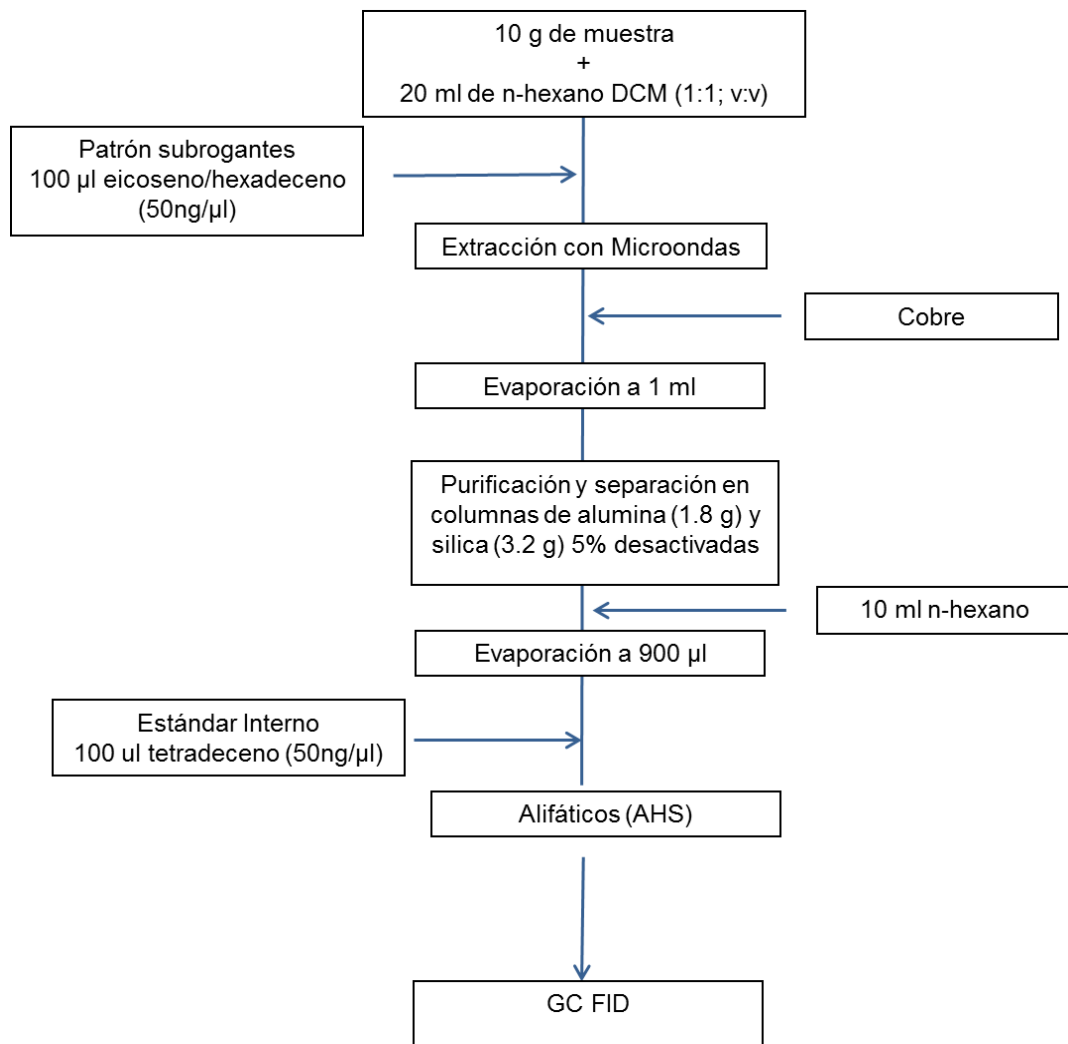 10 g de muestra
+
20 ml de n-hexano DCM (1:1; v:v)
Patrón subrogantes
100 µl eicoseno/hexadeceno
(50ng/µl)
Extracción con Microondas
Cobre
Evaporación a 1 ml
Purificación y separación en
columnas de alumina (1.8 g) y
silica (3.2 g) 5% desactivadas
10 ml n-hexano
Evaporación a 900 µl
Estándar Interno
100 ul tetradeceno (50ng/µl)
Alifáticos (AHS)
GC FID